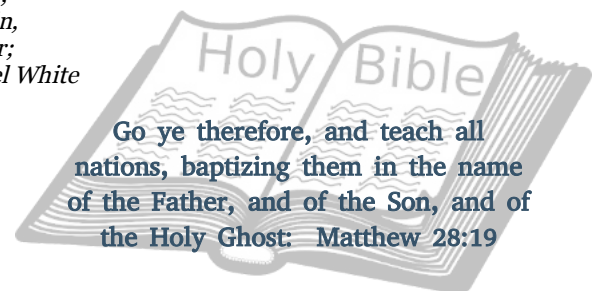 n,
r;
el White
Holy Bible
Go ye therefore, and teach all
nations, baptizing them in the name
of the Father, and of the Son, and of
the Holy Ghost: Matthew 28:19